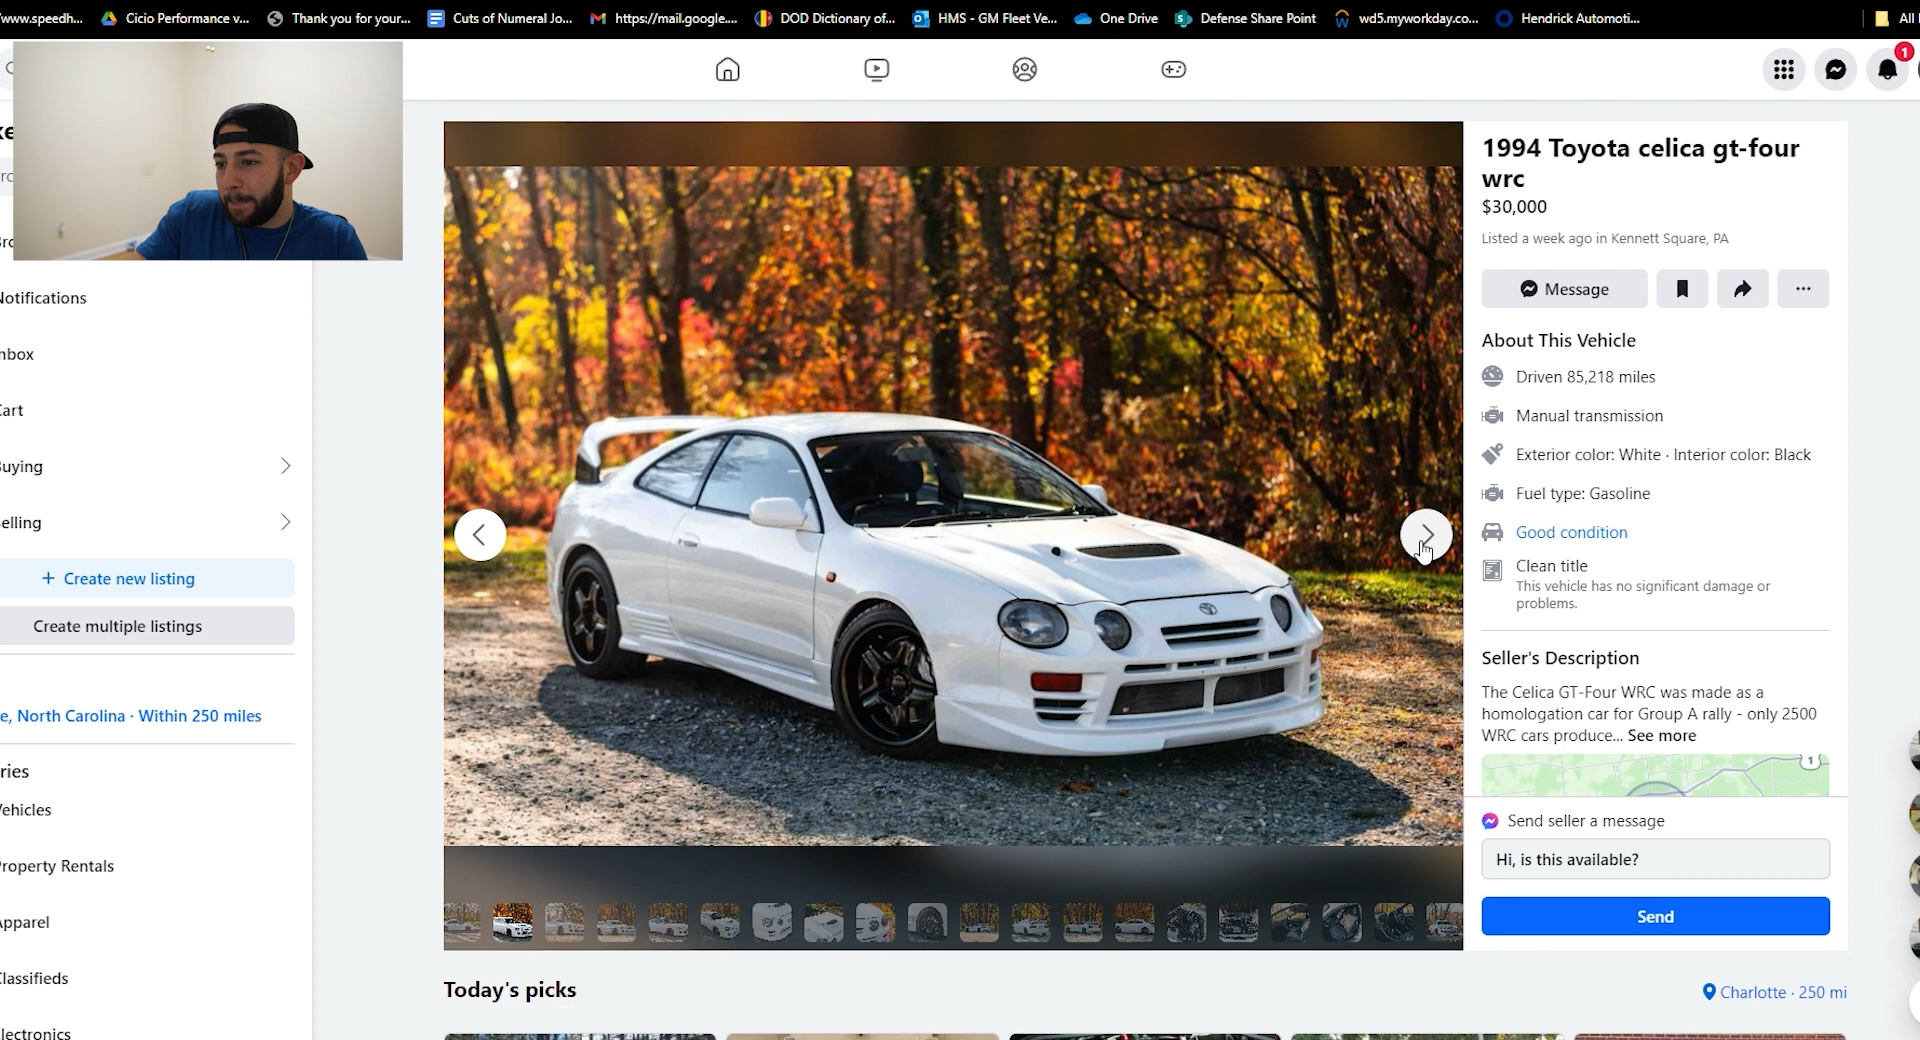 www.speedh...
Cicio Performance v...
Thank you for your...
Cuts of Numeral Jo...
https://mail.google....
DOD Dictionary of...
HMS - GM Fleet Ve...
One Drive
Defense Share Point
wd5.myworkday.co...
Hendrick Automoti...
All
1
1994 Toyota celica gt-four
wrc
$30,000
Listed a week ago in Kennett Square, PA
Message
About This Vehicle
Driven 85,218 miles
Manual transmission
Exterior color: White · Interior color: Black
Fuel type: Gasoline
Good condition
Clean title
This vehicle has no significant damage or
problems.
Seller's Description
The Celica GT-Four WRC was made as a
homologation car for Group A rally - only 2500
WRC cars produce... See more
1
Send seller a message
Hi, is this available?
Send
Notifications
nbox
Cart
Buying
elling
+ Create new listing
Create multiple listings
e, North Carolina · Within 250 miles
ries
Vehicles
Property Rentals
Apparel
Classifieds
lectronics
Today's picks
Charlotte · 250 mi